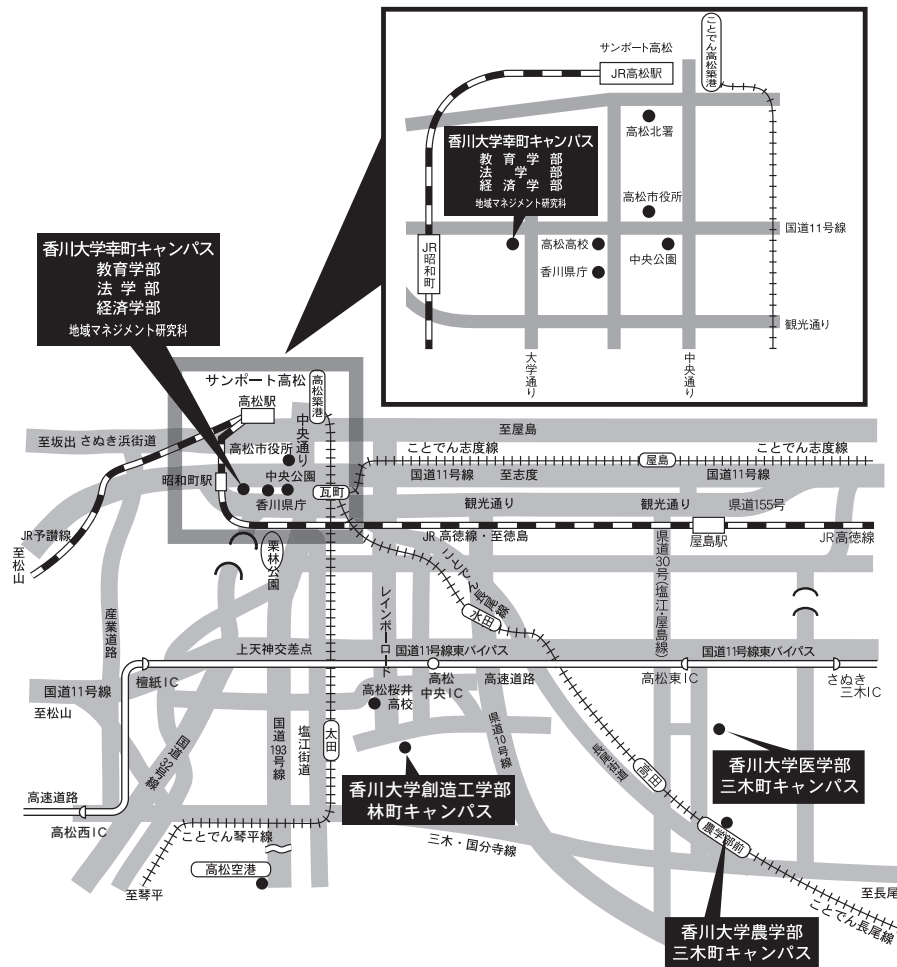 サンポート高松
JR高松駅
ことでん高松築港
高松北署
香川大学幸町キャンパス
教育学部
法学部
経済学部
地域マネジメント研究科
高松市役所
国道11号線
高松高校
中央公園
香川県庁
JR昭和町
観光通り
大学通り
中央通り
香川大学幸町キャンパス
教育学部
法学部
経済学部
地域マネジメント研究科
サンポート高松
高松駅
高松築港
中央通り
至坂出 さぬき浜街道
高松市役所
至屋島
ことでん志度線
ことでん志度線
屋島
昭和町駅
中央公園
瓦町
国道11号線
至志度
国道11号線
香川県庁
観光通り
観光通り
県道155号
JR予讃線
至松山
JR高徳線・至徳島
屋島駅
JR高徳線
栗林公園
ことでん長尾線
県道30号(塩江・屋島線)
産業道路
レインボーロード
水田
上天神交差点
国道11号線東バイパス
国道11号線東バイパス
国道11号線
至松山
檀紙IC
高松中央IC
高速道路
高松東IC
さぬき三木IC
高松桜井高校
国道32号線
国道193号線
塩江街道
太田
県道10号線
長尾街道
高田
香川大学創造工学部
林町キャンパス
香川大学医学部
三木町キャンパス
高速道路
高松西IC
ことでん琴平線
三木・国分寺線
農学部前
高松空港
至琴平
至長尾
ことでん長尾線
香川大学農学部
三木町キャンパス